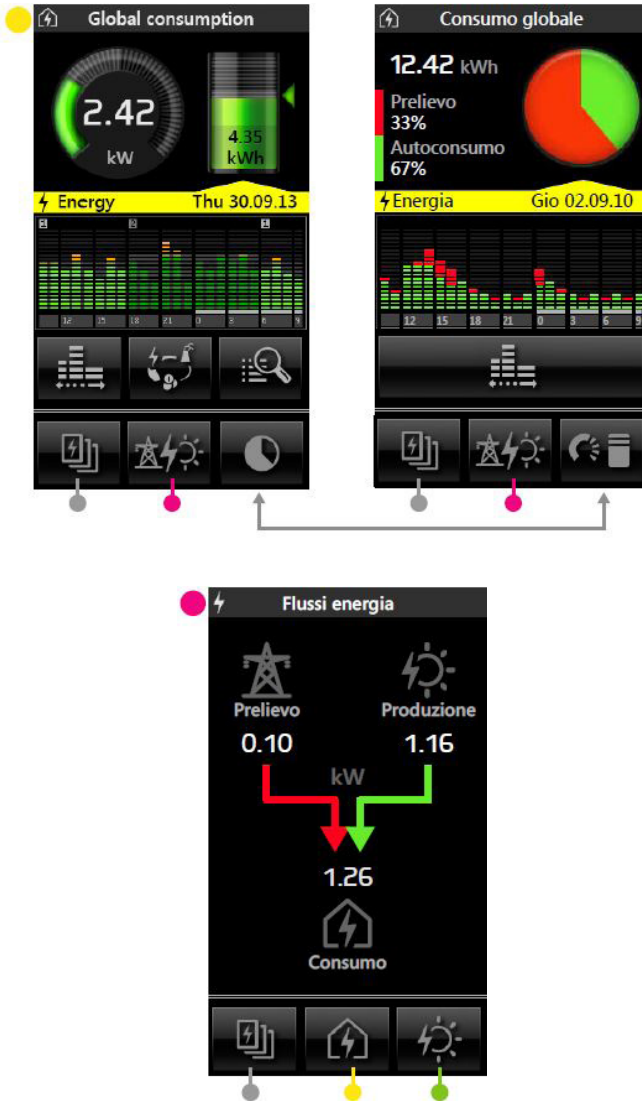 Global consumption
2.42
kW
4.35
kWh
Energy Thu 30.09.13
12 15 18 21 0 3 6 9
Consumo globale
12.42 kWh
Prelievo
33%
Autoconsumo
67%
Energia Gio 02.09.10
12 15 18 21 0 3 6 9
Flussi energia
Prelievo Produzione
0.10 1.16
kW
1.26
Consumo